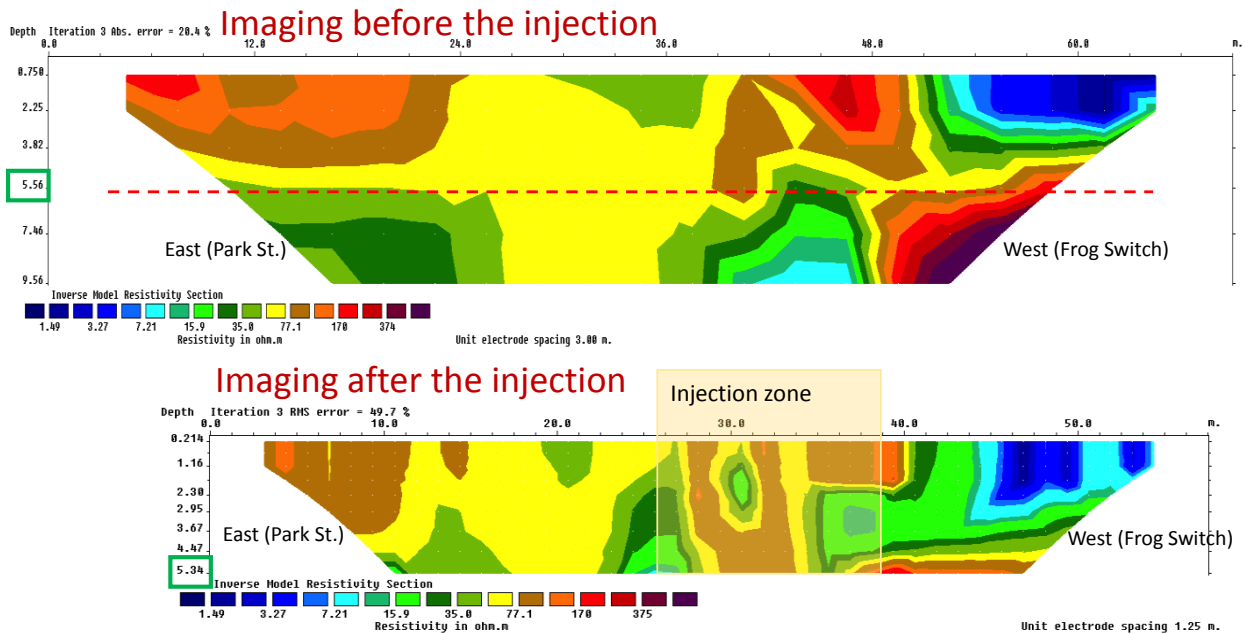 Imaging before the injection
Depth Iteration 3 Abs. error = 20.4 %
0.0 12.0 24.0 36.0 48.0 60.0 m.
0.750
2.25
3.82
5.56
7.46
9.56
East (Park St.)
West (Frog Switch)
Inverse Model Resistivity Section
1.49 3.27 7.21 15.9 35.0 77.1 170 374
Resistivity in ohm.m
Unit electrode spacing 3.00 m.
Imaging after the injection
Injection zone
Depth Iteration 3 RMS error = 49.7 %
0.0 10.0 20.0 30.0 40.0 50.0 m.
0.214
1.16
2.30
2.95
3.67
4.47
5.34
East (Park St.)
West (Frog Switch)
Inverse Model Resistivity Section
1.49 3.27 7.21 15.9 35.0 77.1 170 375
Resistivity in ohm.m
Unit electrode spacing 1.25 m.